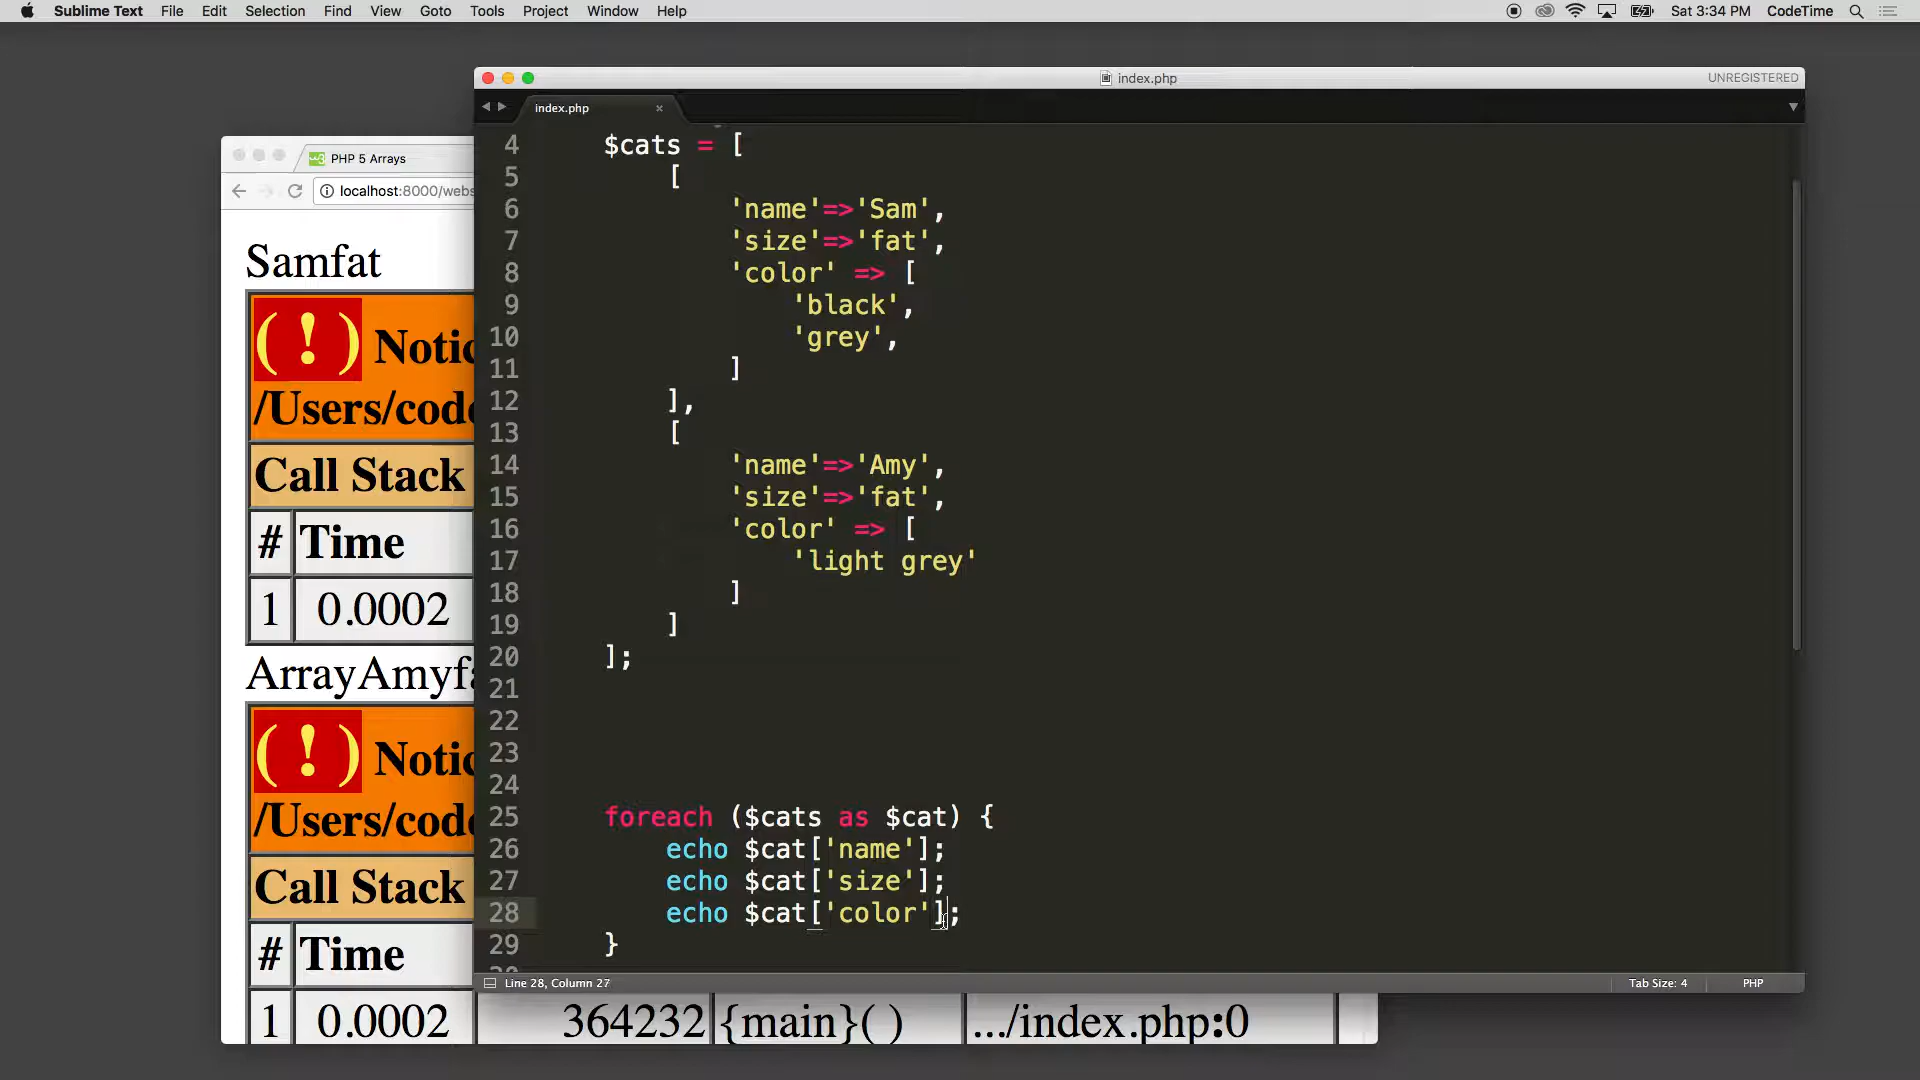 Sublime Text File Edit Selection Find View Goto Tools Project Window Help Sat 3:34 PM CodeTime
index.php UNREGISTERED
index.php ×
4 $cats = [
5 [
6 'name'=>'Sam',
7 'size'=>'fat',
8 'color' => [
9 'black',
10 'grey',
11 ]
12 ],
13 [
14 'name'=>'Amy',
15 'size'=>'fat',
16 'color' => [
17 'light grey'
18 ]
19 ]
20 ];
21
22
23
24
25 foreach ($cats as $cat) {
26 echo $cat['name'];
27 echo $cat['size'];
28 echo $cat['color'];
29 }
Line 28, Column 27 Tab Size: 4 PHP
PHP 5 Arrays
localhost:8000/webs
Samfat
( ! ) Notic
/Users/code
Call Stack
# Time
1 0.0002
ArrayAmyfa
( ! ) Notic
/Users/code
Call Stack
# Time
1 0.0002 364232 {main}( ) .../index.php:0